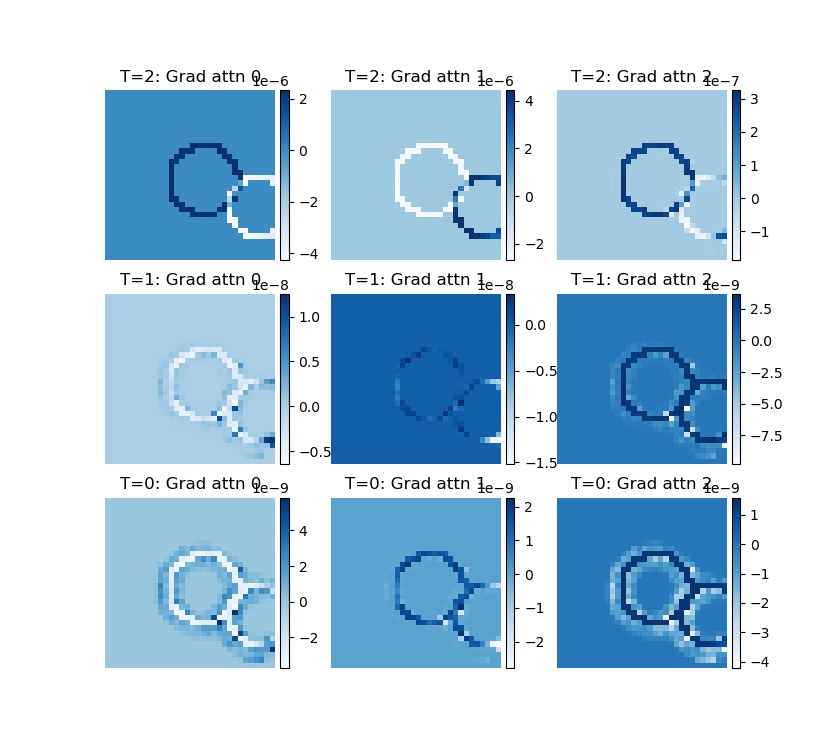 T=2: Grad attn 0
1e−6
2
0
−2
−4
T=2: Grad attn 1
1e−6
4
2
0
−2
T=2: Grad attn 2
1e−7
3
2
1
0
−1
T=1: Grad attn 0
1e−8
1.0
0.5
0.0
−0.5
T=1: Grad attn 1
1e−8
0.0
−0.5
−1.0
−1.5
T=1: Grad attn 2
1e−9
2.5
0.0
−2.5
−5.0
−7.5
T=0: Grad attn 0
1e−9
4
2
0
−2
T=0: Grad attn 1
1e−9
2
1
0
−1
−2
T=0: Grad attn 2
1e−9
1
0
−1
−2
−3
−4